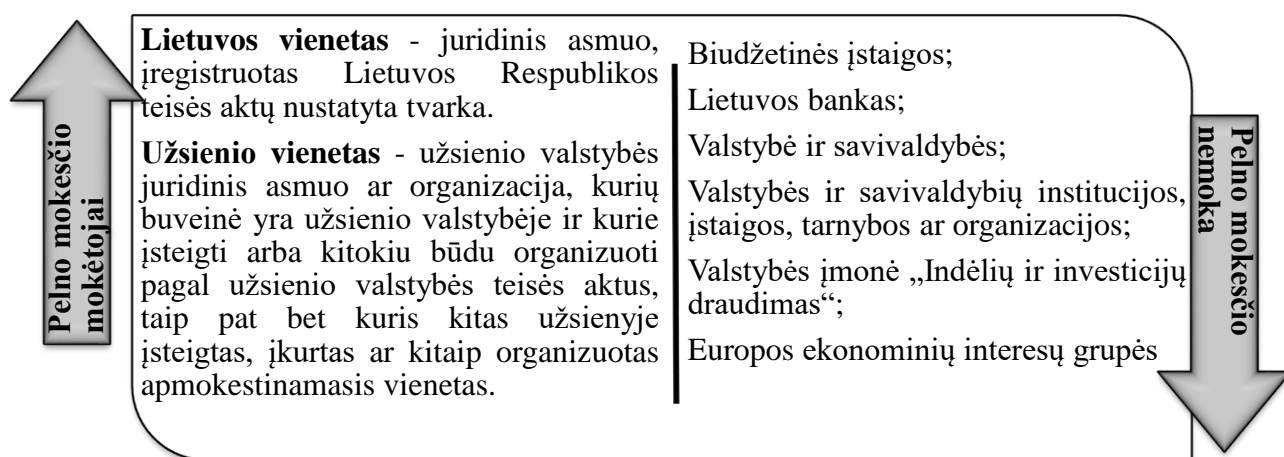 Pelno mokesčio
mokėtojai
Lietuvos vienetas - juridinis asmuo,
įregistruotas Lietuvos Respublikos
teisės aktų nustatyta tvarka.
Užsienio vienetas - užsienio valstybės
juridinis asmuo ar organizacija, kurių
buveinė yra užsienio valstybėje ir kurie
įsteigti arba kitokiu būdu organizuoti
pagal užsienio valstybės teisės aktus,
taip pat bet kuris kitas užsienyje
įsteigtas, įkurtas ar kitaip organizuotas
apmokestinamasis vienetas.
Biudžetinės įstaigos;
Lietuvos bankas;
Valstybė ir savivaldybės;
Valstybės ir savivaldybių institucijos,
įstaigos, tarnybos ar organizacijos;
Valstybės įmonė „Indėlių ir investicijų
draudimas“;
Europos ekonominių interesų grupės
Pelno mokesčio
nemoka